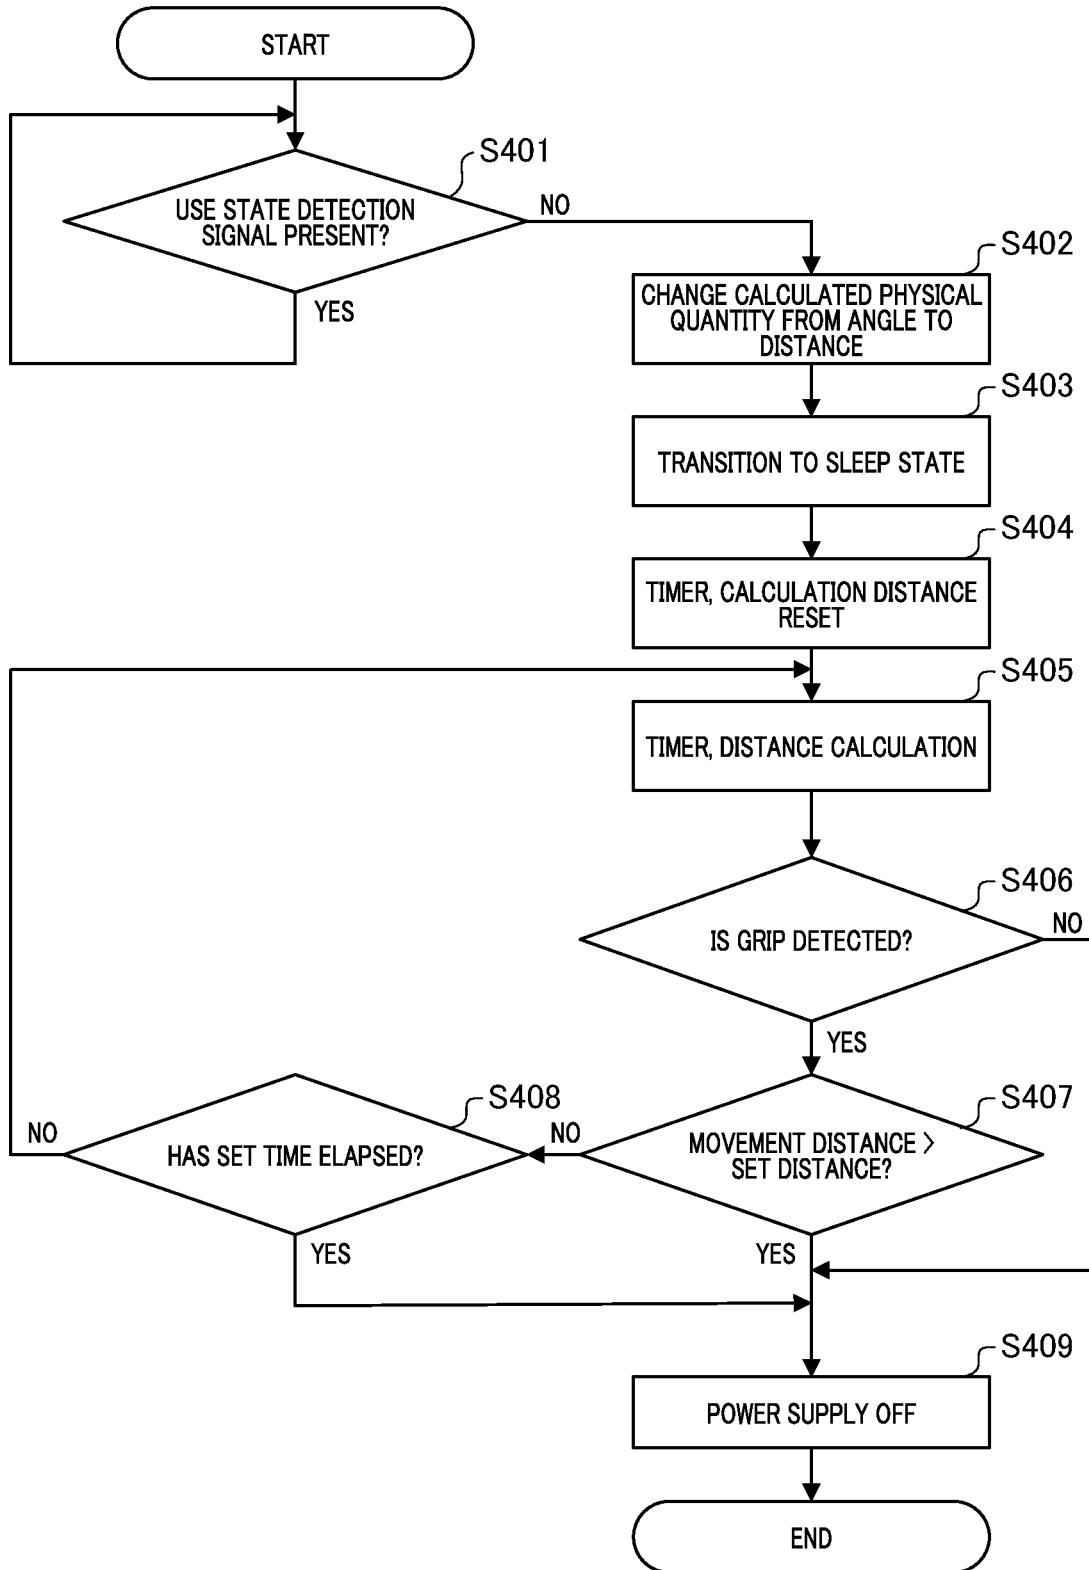 START
S401
USE STATE DETECTION
SIGNAL PRESENT?
NO
YES
S402
CHANGE CALCULATED PHYSICAL
QUANTITY FROM ANGLE TO
DISTANCE
S403
TRANSITION TO SLEEP STATE
S404
TIMER, CALCULATION DISTANCE
RESET
S405
TIMER, DISTANCE CALCULATION
S406
IS GRIP DETECTED?
NO
YES
S407
MOVEMENT DISTANCE >
SET DISTANCE?
NO
YES
S408
HAS SET TIME ELAPSED?
NO
YES
S409
POWER SUPPLY OFF
END